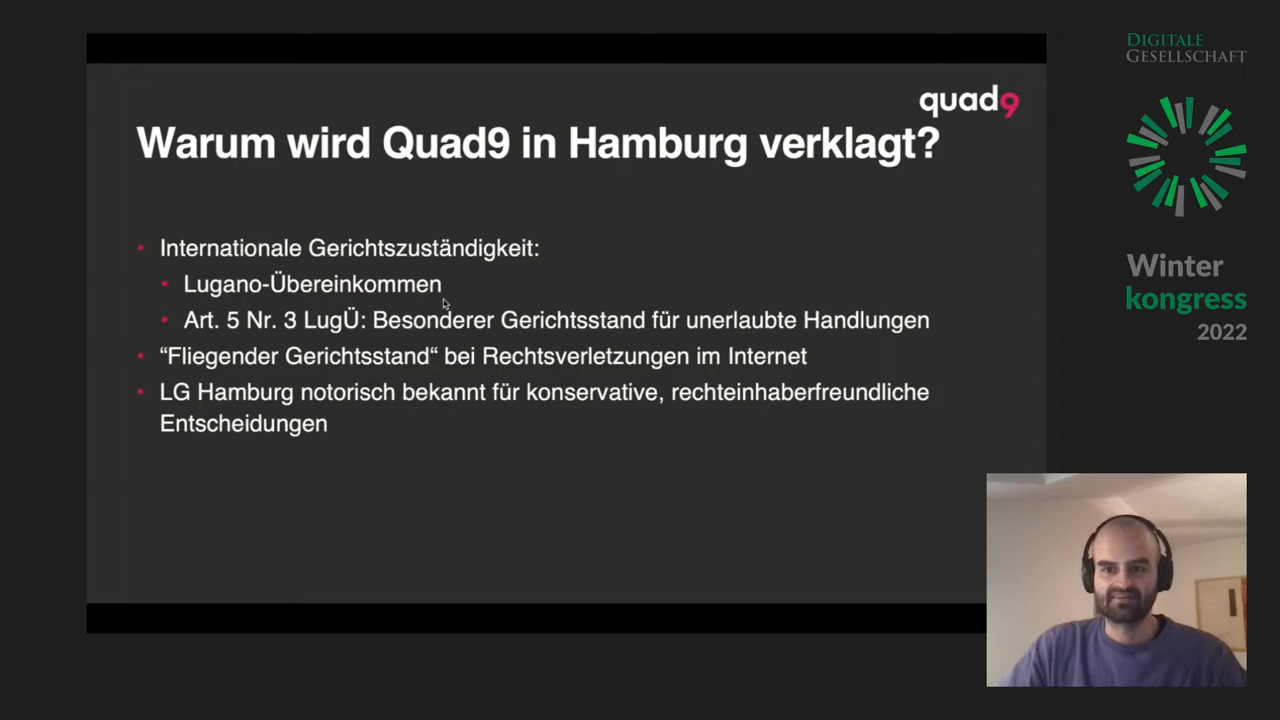 DIGITALE
GESELLSCHAFT
quad9
Warum wird Quad9 in Hamburg verklagt?
• Internationale Gerichtszuständigkeit:
• Lugano-Übereinkommen
• Art. 5 Nr. 3 LugÜ: Besonderer Gerichtsstand für unerlaubte Handlungen
• “Fliegender Gerichtsstand“ bei Rechtsverletzungen im Internet
• LG Hamburg notorisch bekannt für konservative, rechteinhaberfreundliche
Entscheidungen
Winter
kongress
2022